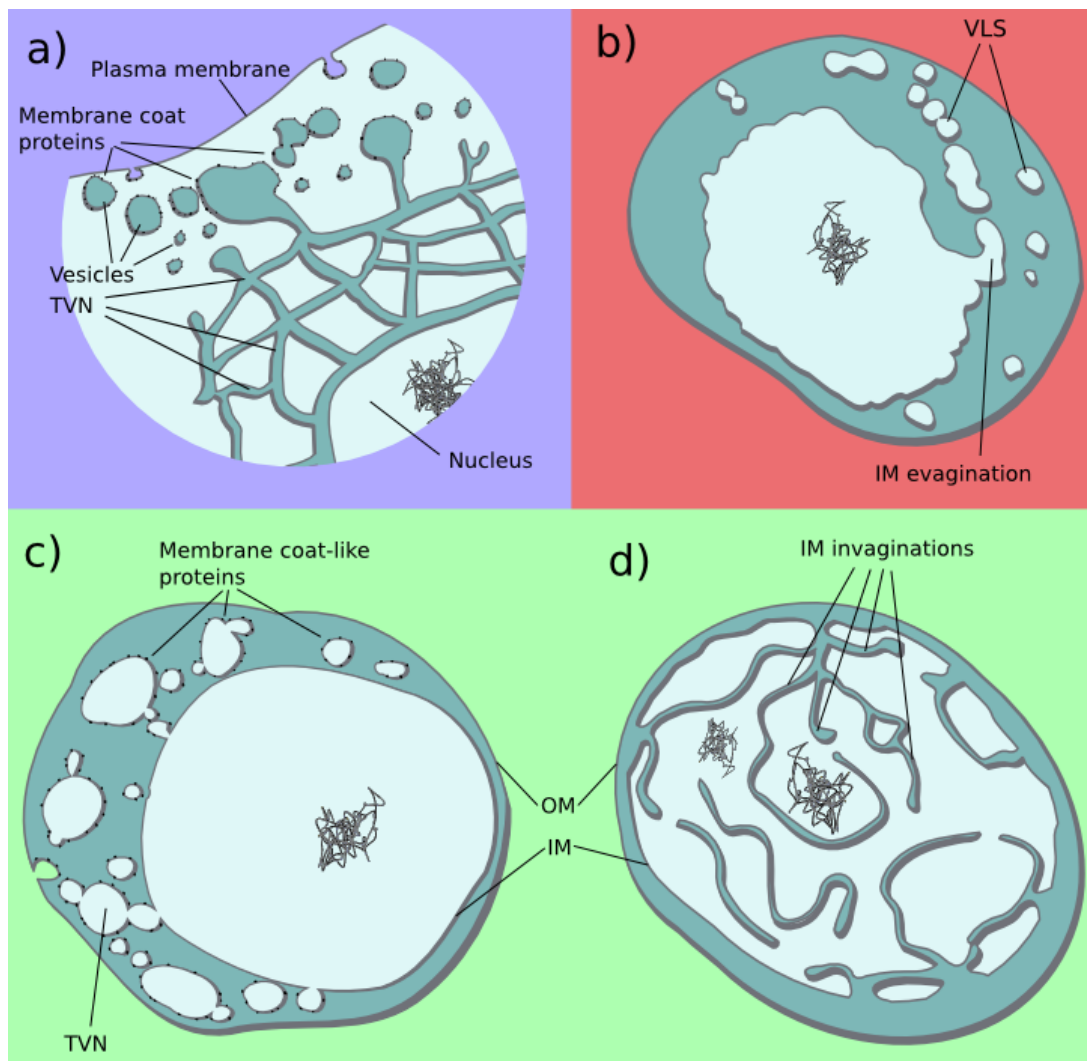 a)
Plasma membrane
Membrane coat
proteins
Vesicles
TVN
Nucleus
b)
VLS
IM evagination
c)
Membrane coat-like
proteins
d)
IM invaginations
OM
IM
TVN